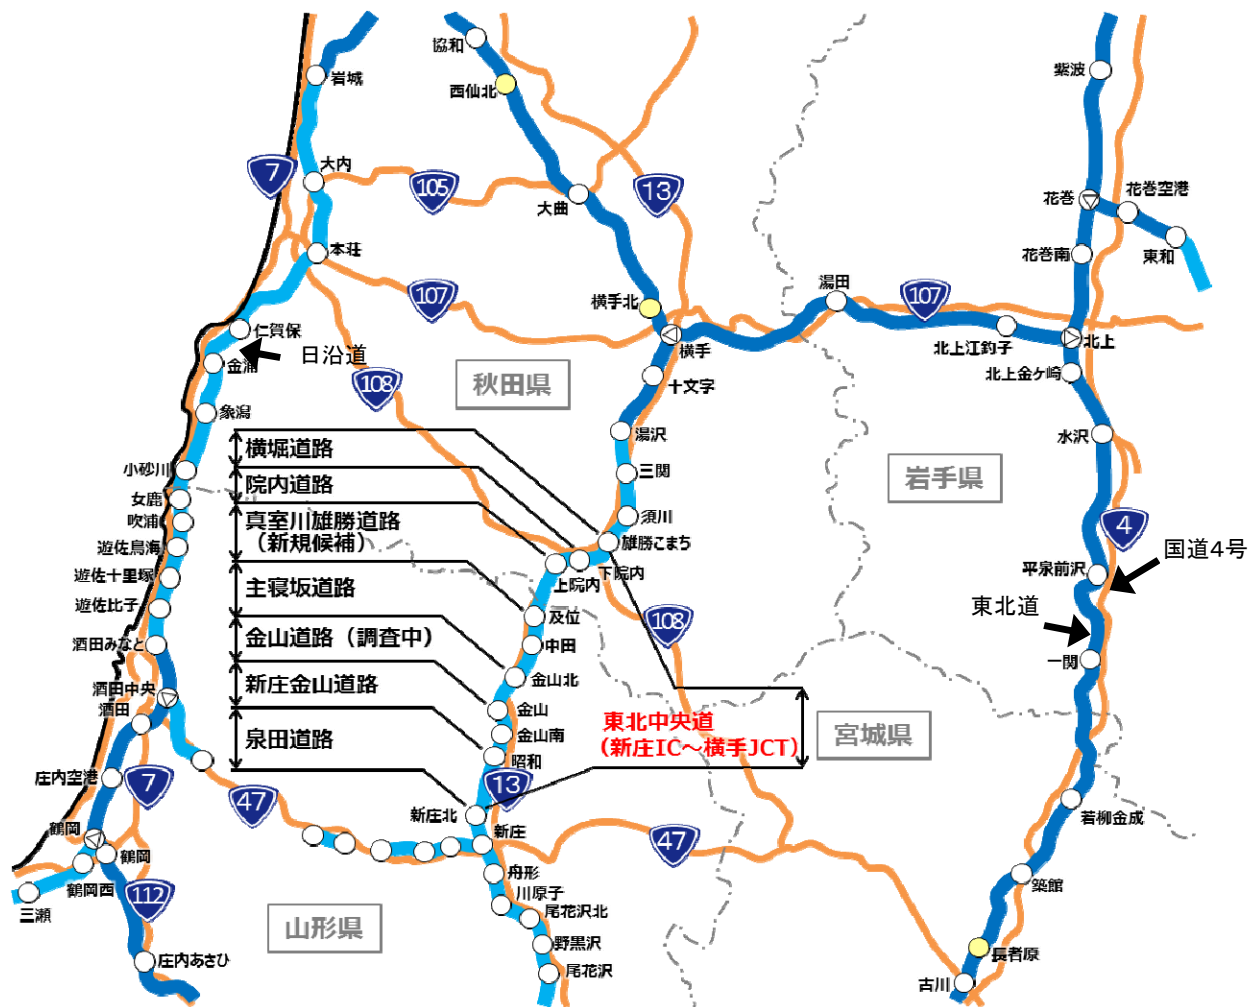 協和
西仙北
岩城
紫波
大内
7
105
13
大曲
花巻
花巻空港
花巻南
東和
本荘
107
横手北
湯田
107
仁賀保
日沿道
金浦
横手
北上江釣子
北上
北上金ケ崎
十文字
秋田県
108
象潟
湯沢
水沢
横堀道路
小砂川
三関
岩手県
院内道路
女鹿
吹浦
真室川雄勝道路
（新規候補）
須川
4
雄勝こまち
国道4号
遊佐鳥海
上院内
下院内
平泉前沢
遊佐十里塚
主寝坂道路
遊佐比子
及位
108
東北道
酒田みなと
金山道路（調査中）
中田
一関
金山北
新庄金山道路
酒田中央
酒田
金山
東北中央道
（新庄IC～横手JCT）
宮城県
泉田道路
金山南
昭和
庄内空港
7
13
47
新庄北
若柳金成
鶴岡
新庄
47
鶴岡
鶴岡西
舟形
築館
112
川原子
三瀬
尾花沢北
山形県
野黒沢
長者原
庄内あさひ
尾花沢
古川